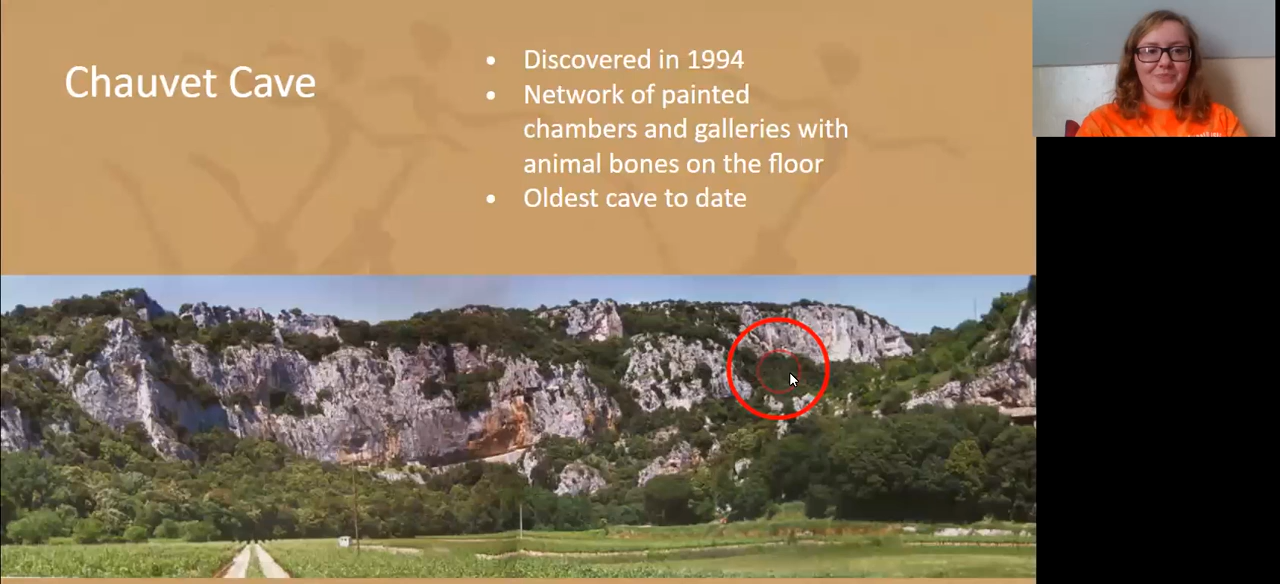 Chauvet Cave
Discovered in 1994
Network of painted
chambers and galleries with
animal bones on the floor
Oldest cave to date